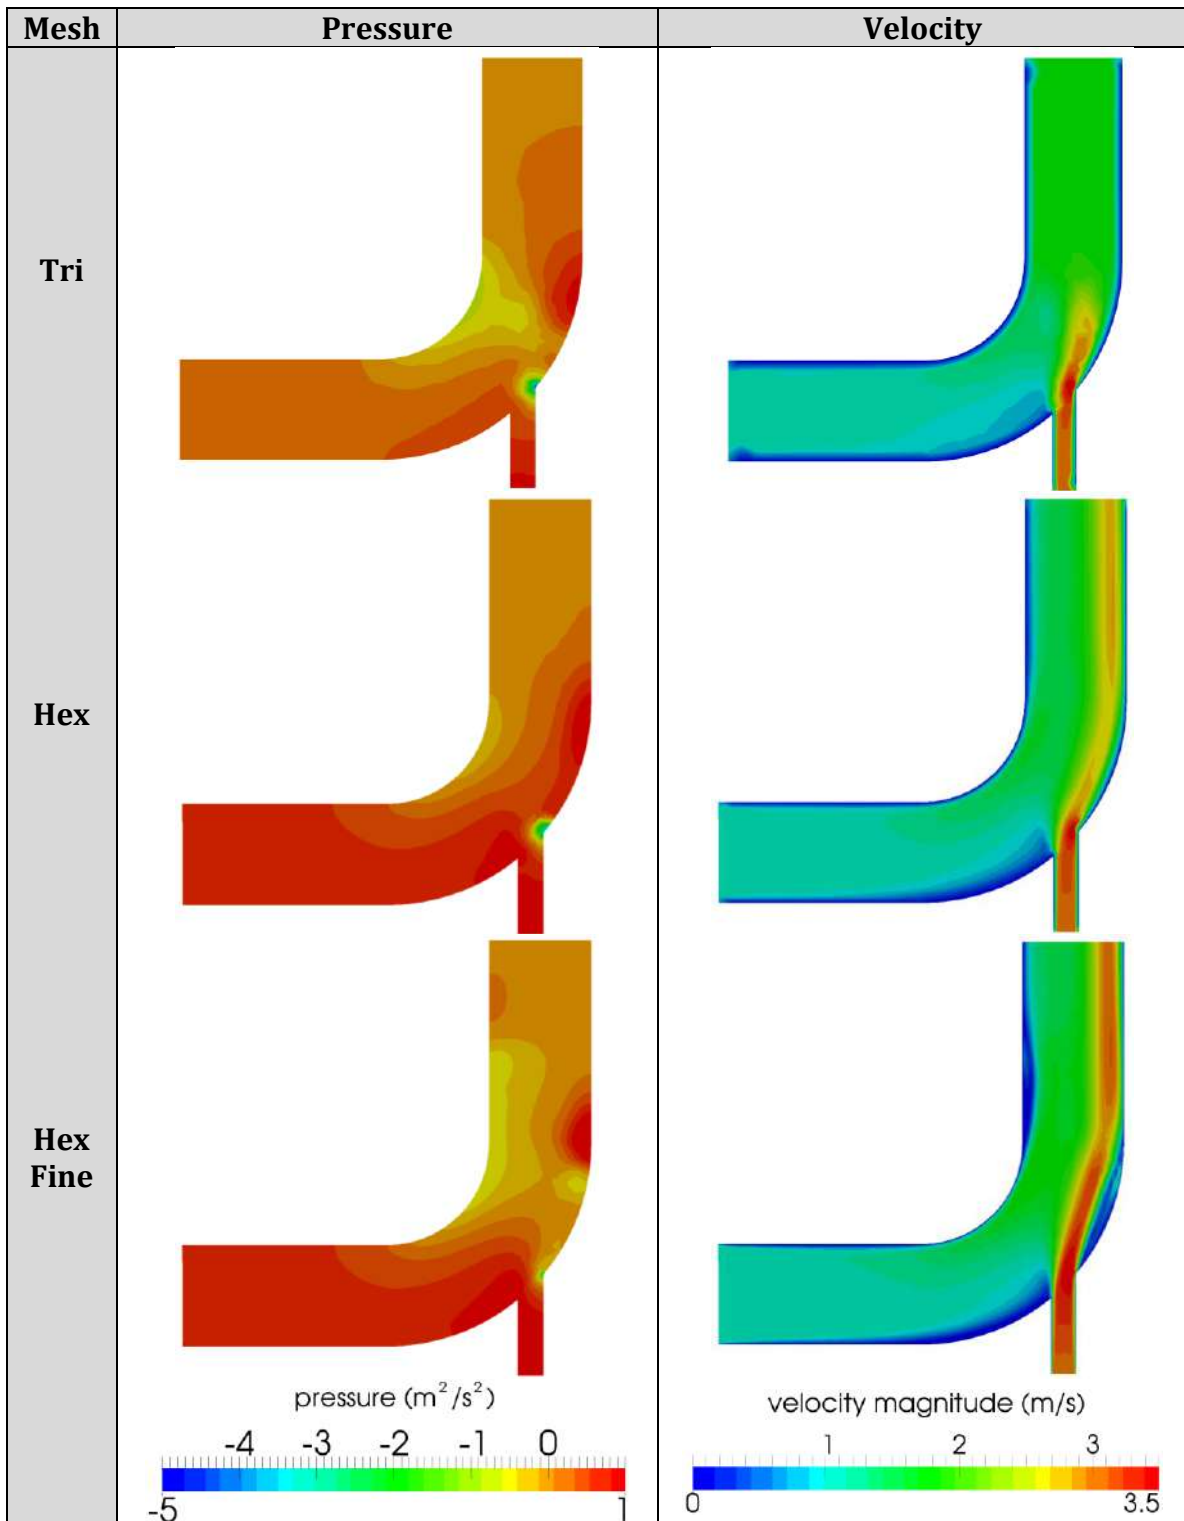 Mesh Pressure Velocity
Tri
Hex
Hex
Fine
pressure (m²/s²)
-4 -3 -2 -1 0
-5 1
velocity magnitude (m/s)
1 2 3
0 3.5